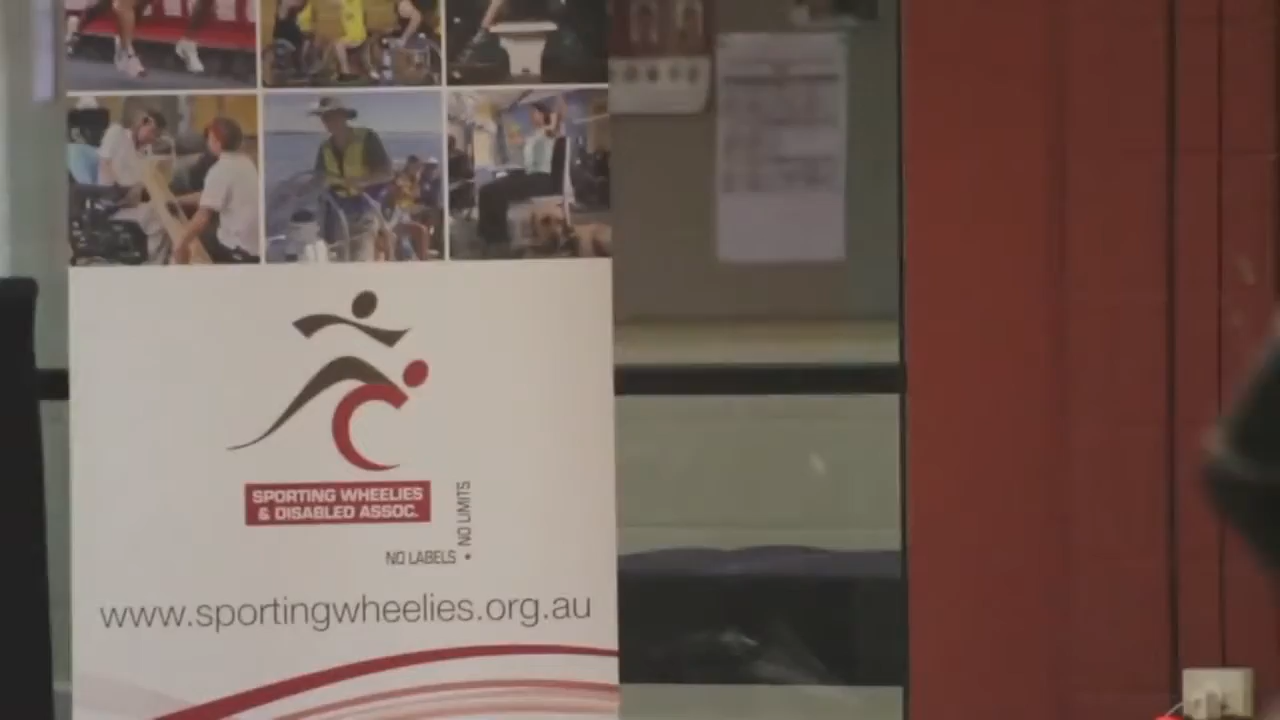 SPORTING WHEELIES
& DISABLED ASSOC.
NO LABELS • NO LIMITS
www.sportingwheelies.org.au